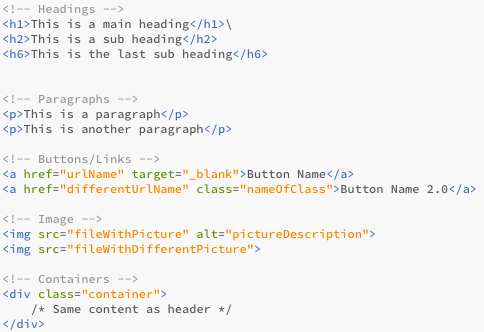 <!-- Headings -->
<h1>This is a main heading</h1>\
<h2>This is a sub heading</h2>
<h6>This is the last sub heading</h6>
<!-- Paragraphs -->
<p>This is a paragraph</p>
<p>This is another paragraph</p>
<!-- Buttons/Links -->
<a href="urlName" target="_blank">Button Name</a>
<a href="differentUrlName" class="nameOfClass">Button Name 2.0</a>
<!-- Image -->
<img src="fileWithPicture" alt="pictureDescription">
<img src="fileWithDifferentPicture">
<!-- Containers -->
<div class="container">
    /* Same content as header */
</div>